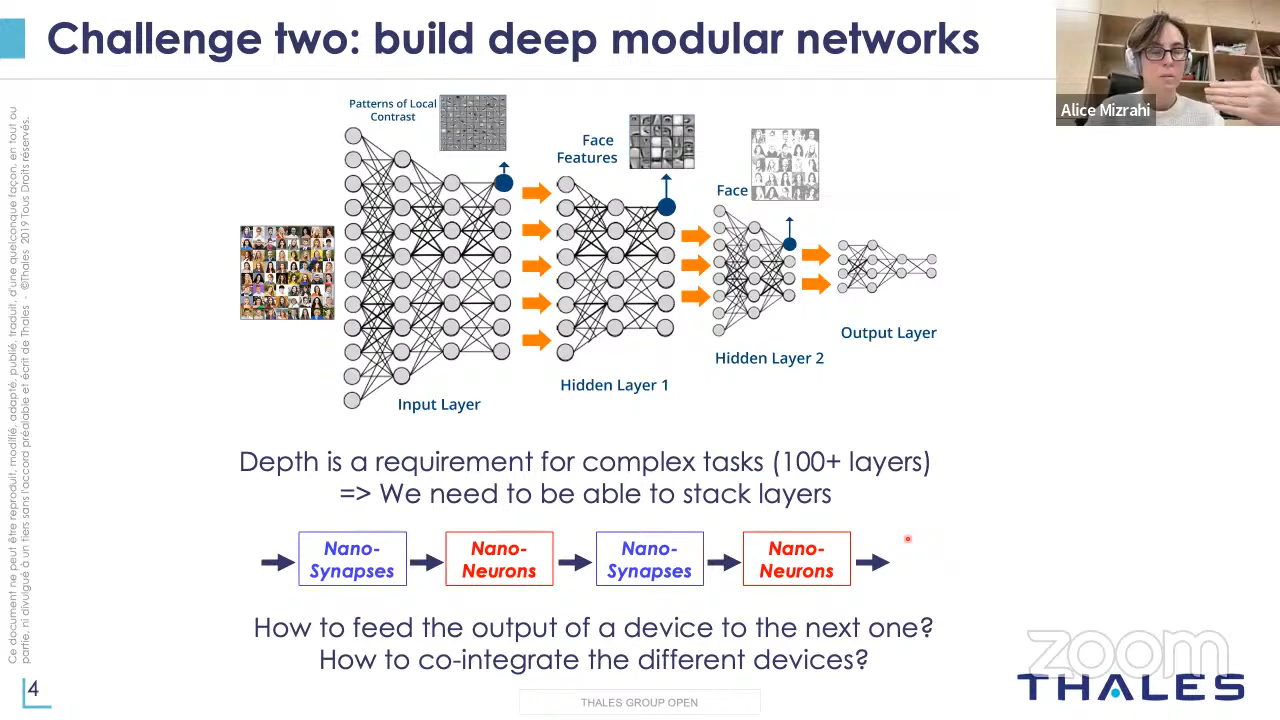 Challenge two: build deep modular networks
Alice Mizrahi
Patterns of Local
Contrast
Face
Features
Face
Input Layer
Hidden Layer 1
Hidden Layer 2
Output Layer
Depth is a requirement for complex tasks (100+ layers)
=> We need to be able to stack layers
Nano-
Synapses
Nano-
Neurons
Nano-
Synapses
Nano-
Neurons
How to feed the output of a device to the next one?
How to co-integrate the different devices?
Ce document ne peut être reproduit, modifié, adapté, publié, traduit, d'une quelconque façon, en tout ou
partie, ni divulgué à un tiers sans l'accord préalable et écrit de Thales - ©Thales 2019 Tous Droits réservés.
4
THALES GROUP OPEN
zoom
THALES